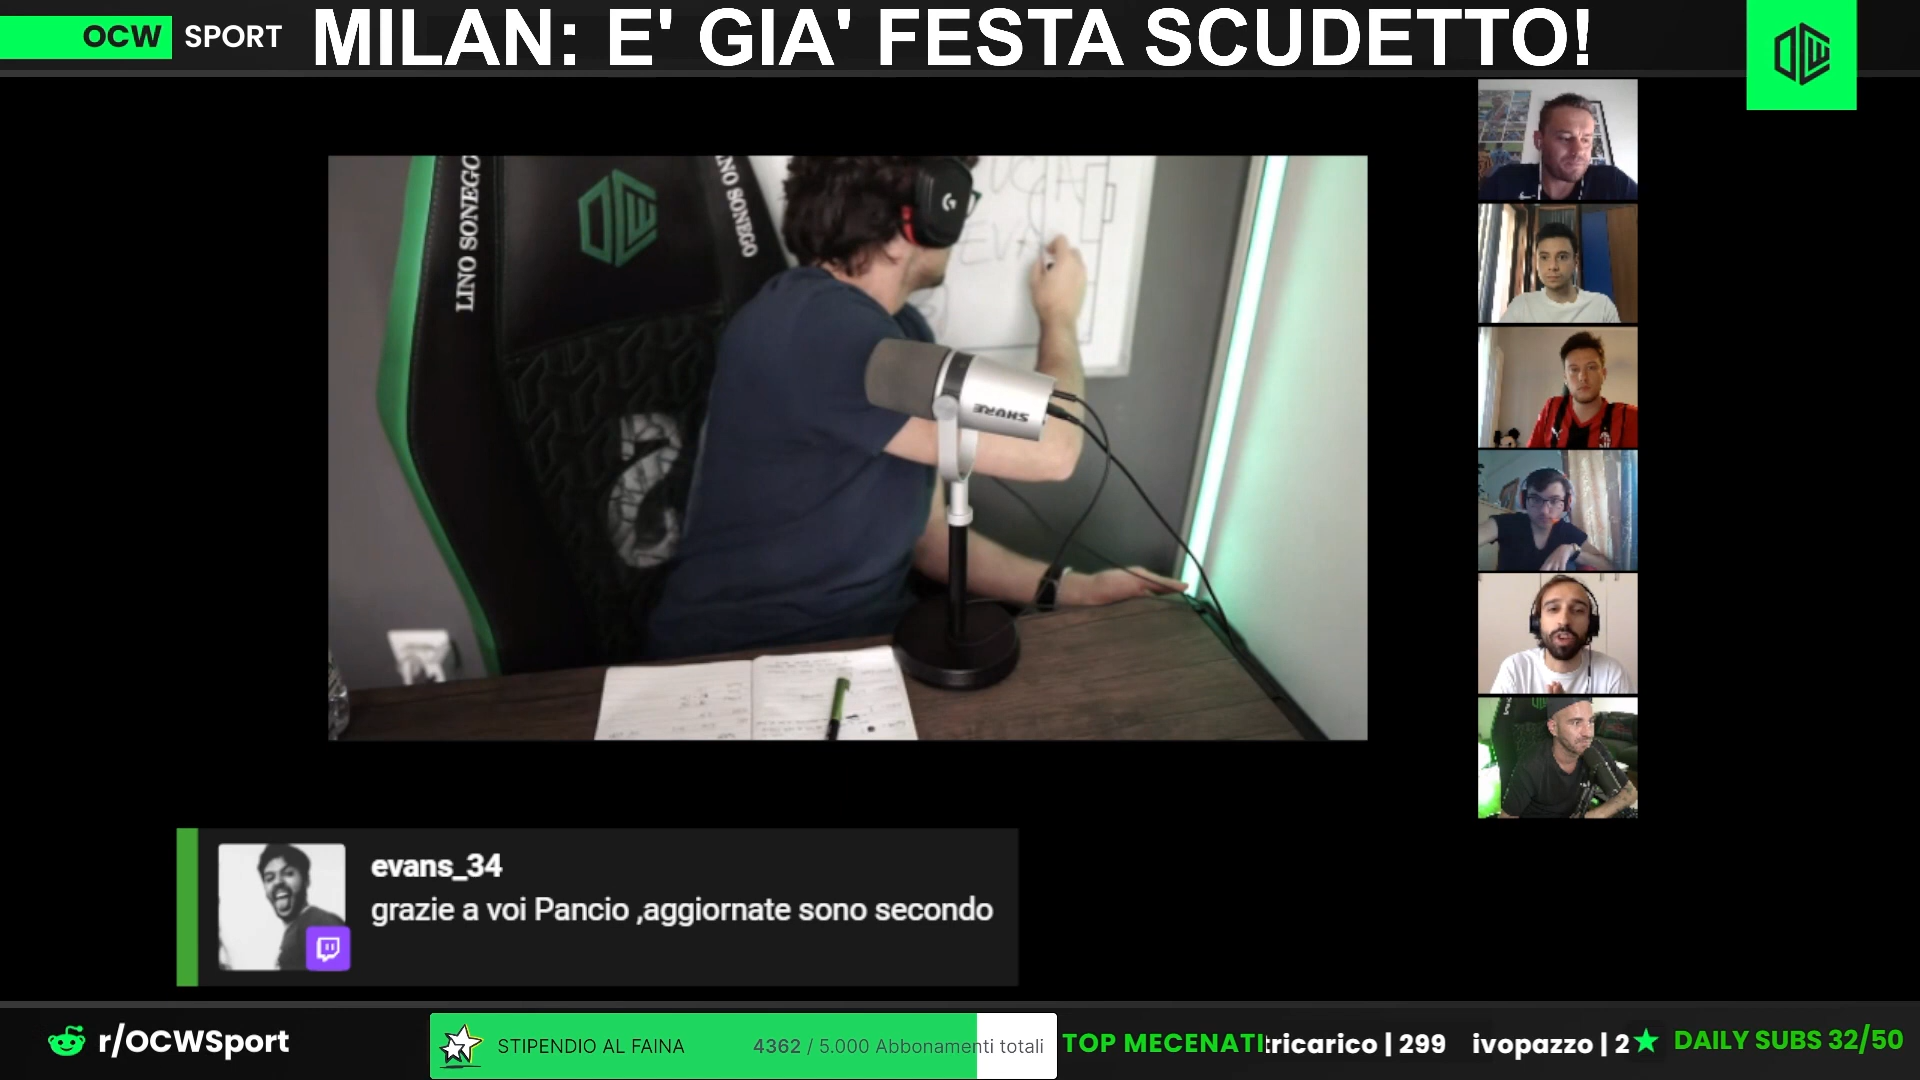 OCW SPORT
MILAN: E' GIA' FESTA SCUDETTO!
LINO SONEGO
INO SONEGO
SHURE
evans_34
grazie a voi Pancio ,aggiornate sono secondo
r/OCWSport
STIPENDIO AL FAINA
4362 / 5.000 Abbonamenti totali
TOP MECENATI
tricarico | 299 ivopazzo | 2
DAILY SUBS 32/50